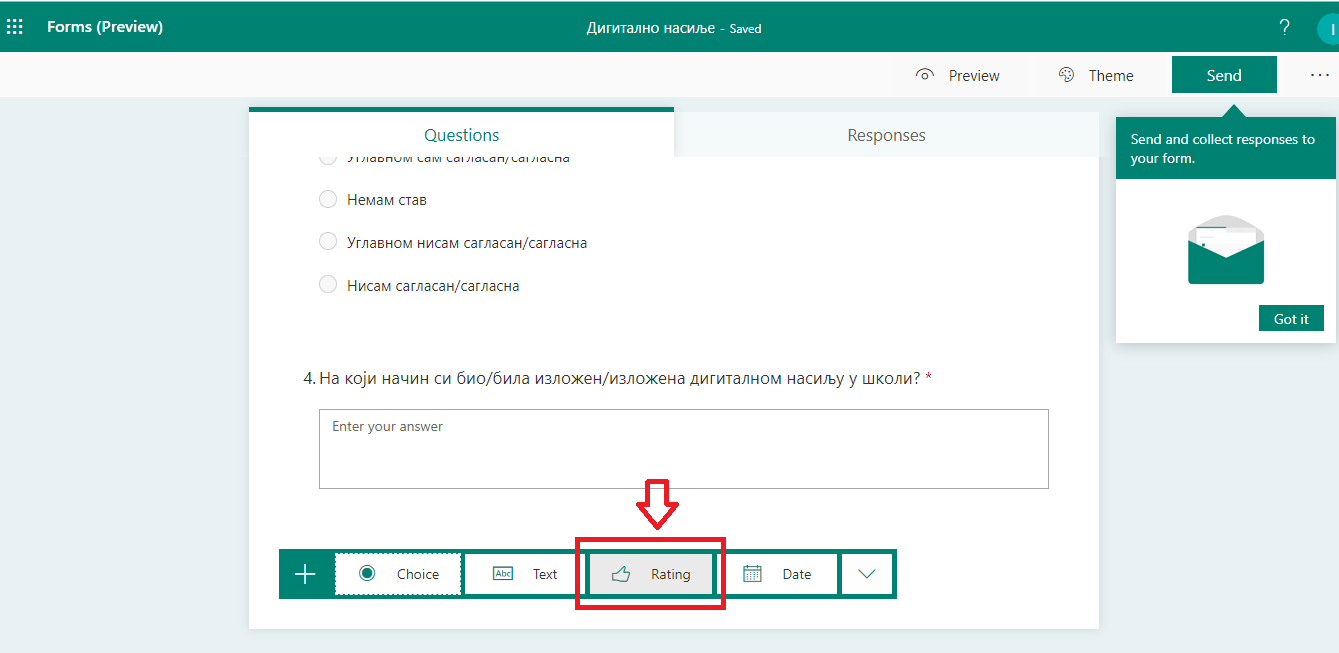 Forms (Preview)
Дигитално насиље - Saved
?
I
Preview
Theme
Send
...
Send and collect responses to
your form.
Got it
Questions
Responses
Углавном сам сагласан/сагласна
Немам став
Углавном нисам сагласан/сагласна
Нисам сагласан/сагласна
4. На који начин си био/била изложен/изложена дигиталном насиљу у школи? *
Enter your answer
Choice
Abc Text
Rating
Date